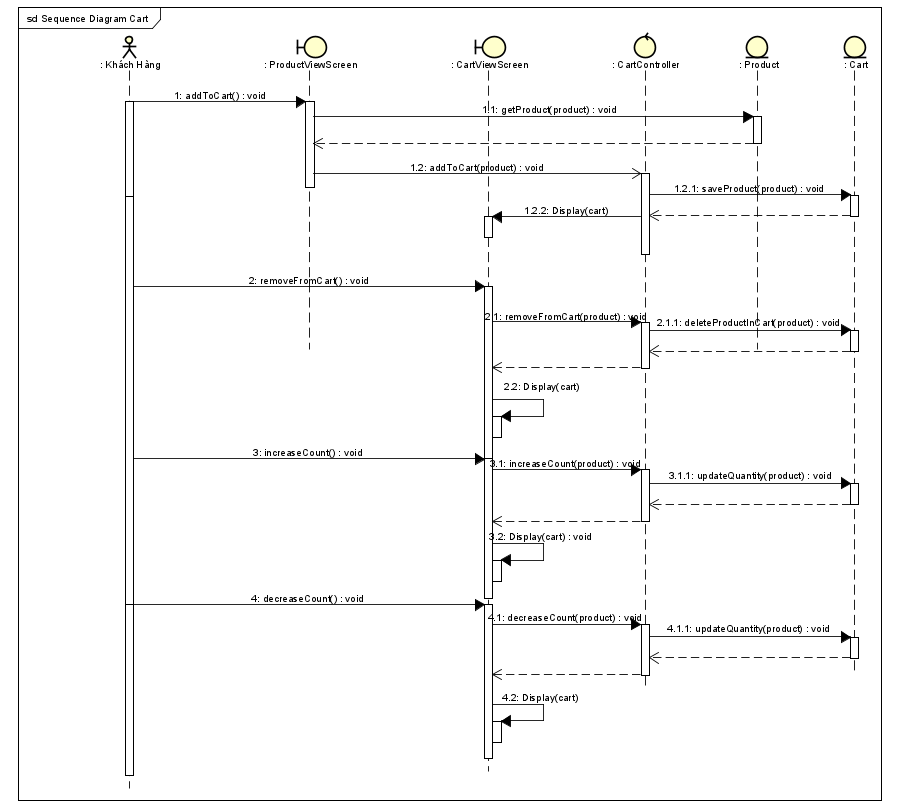 sd Sequence Diagram Cart
: Khách Hàng
: ProductViewScreen
: CartViewScreen
: CartController
: Product
: Cart
1: addToCart() : void
1.1: getProduct(product) : void
1.2: addToCart(product) : void
1.2.1: saveProduct(product) : void
1.2.2: Display(cart)
2: removeFromCart() : void
2.1: removeFromCart(product) : void
2.1.1: deleteProductInCart(product) : void
2.2: Display(cart)
3: increaseCount() : void
3.1: increaseCount(product) : void
3.1.1: updateQuantity(product) : void
3.2: Display(cart) : void
4: decreaseCount() : void
4.1: decreaseCount(product) : void
4.1.1: updateQuantity(product) : void
4.2: Display(cart)